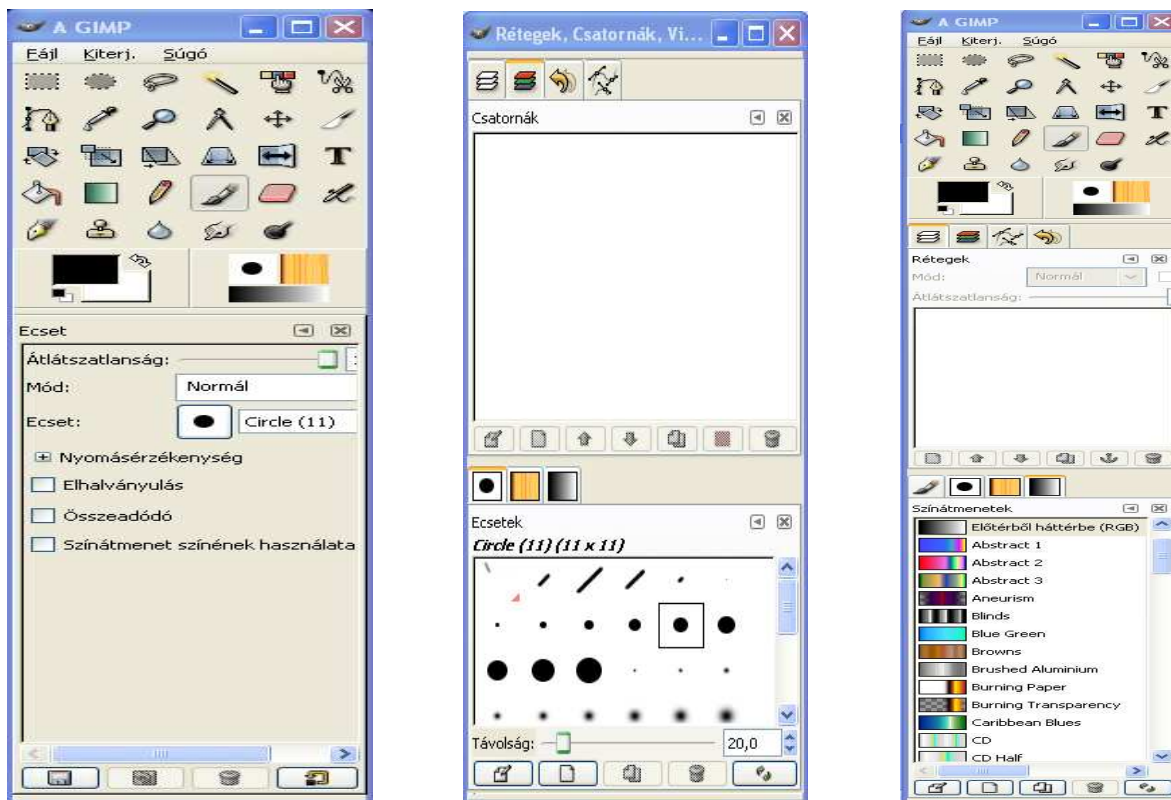 A GIMP
Fájl Kiterj. Súgó
T
Ecset
Átlátszatlanság:
Mód: Normál
Ecset: Circle (11)
Nyomásérzékenység
Elhalványulás
Összeadódó
Színátmenet színének használata
Rétegek, Csatornák, Vi...
Csatornák
Ecsetek
Circle (11) (11 x 11)
Távolság: 20,0
A GIMP
Fájl Kiterj. Súgó
T
Rétegek
Mód: Normál
Átlátszatlanság:
Színátmenetek
Előtérből háttérbe (RGB)
Abstract 1
Abstract 2
Abstract 3
Aneurism
Blinds
Blue Green
Browns
Brushed Aluminium
Burning Paper
Burning Transparency
Caribbean Blues
CD
CD Half